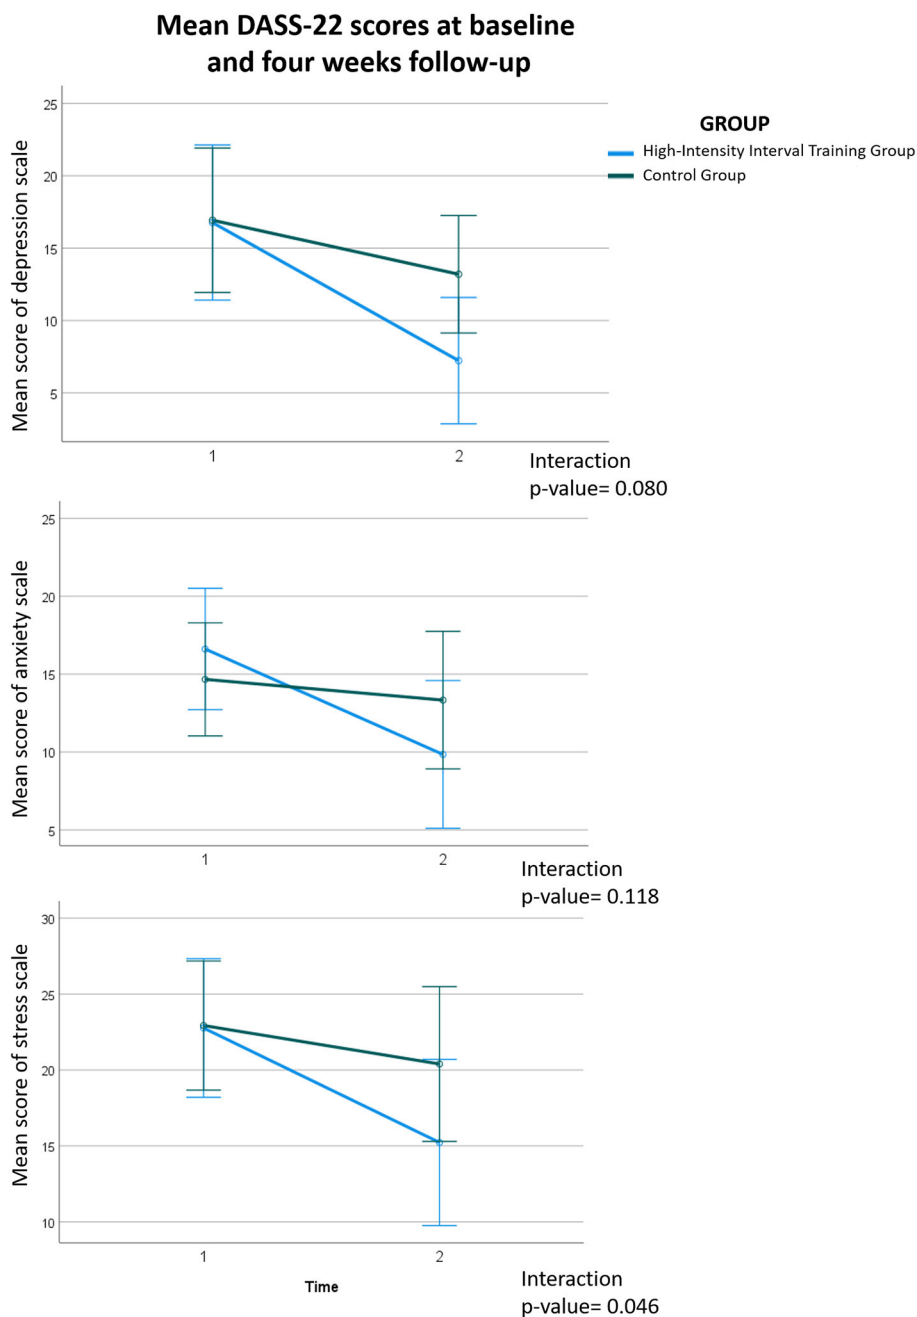 Mean DASS-22 scores at baseline
and four weeks follow-up
GROUP
High-Intensity Interval Training Group
Control Group
Mean score of depression scale
25
20
15
10
5
1 2
Interaction
p-value= 0.080
Mean score of anxiety scale
25
20
15
10
5
1 2
Interaction
p-value= 0.118
Mean score of stress scale
30
25
20
15
10
1 2
Time
Interaction
p-value= 0.046